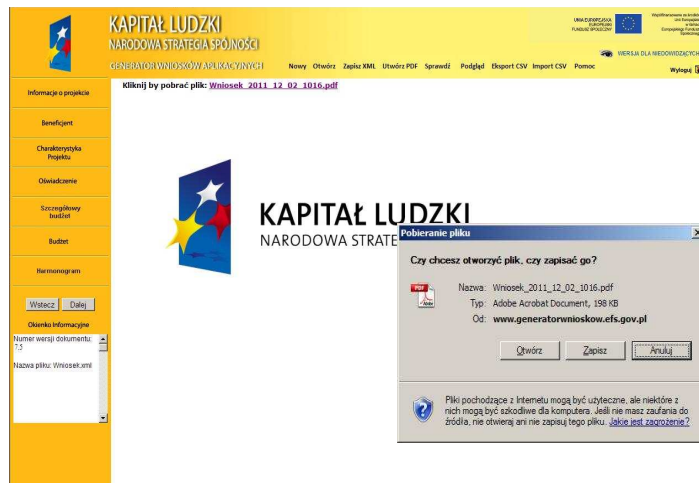 KAPITAŁ LUDZKI
NARODOWA STRATEGIA SPÓJNOŚCI
GENERATOR WNIOSKÓW APLIKACYJNYCH
UNIA EUROPEJSKA
EUROPEJSKI
FUNDUSZ SPOŁECZNY
WERSJA DLA NIEDOWIDZĄCYCH
Nowy Otwórz Zapisz XML Utwórz PDF Sprawdź Podgląd Eksport CSV Import CSV Pomoc
Wyloguj
Kliknij by pobrać plik: Wniosek_2011_12_02_1016.pdf
Informacje o projekcie
Beneficjent
Charakterystyka
Projektu
Oświadczenie
Szczegółowy
budżet
Budżet
Harmonogram
Wstecz Dalej
Okienko informacyjne
Numer wersji dokumentu:
7.5
Nazwa pliku: Wniosek.xml
KAPITAŁ LUDZKI
NARODOWA STRATE
Pobieranie pliku
Czy chcesz otworzyć plik, czy zapisać go?
PDF
Adobe
Nazwa: Wniosek_2011_12_02_1016.pdf
Typ: Adobe Acrobat Document, 198 KB
Od: www.generatorwnioskow.efs.gov.pl
Otwórz Zapisz Anuluj
Pliki pochodzące z Internetu mogą być użyteczne, ale niektóre z
nich mogą być szkodliwe dla komputera. Jeśli nie masz zaufania do
źródła, nie otwieraj ani nie zapisuj tego pliku. Jakie jest zagrożenie?